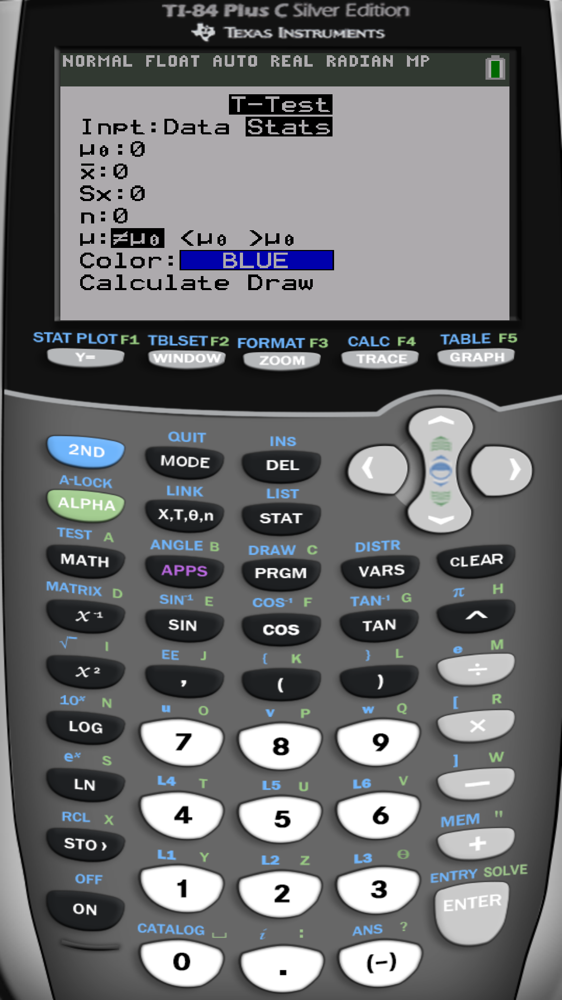 TI-84 Plus C Silver Edition
TEXAS INSTRUMENTS
NORMAL FLOAT AUTO REAL RADIAN MP
T-Test
Inpt:Data Stats
μ₀:0
x̄:0
Sx:0
n:0
μ:≠μ₀ <μ₀ >μ₀
Color: BLUE
Calculate Draw
STAT PLOT F1 TBLSET F2 FORMAT F3 CALC F4 TABLE F5
Y= WINDOW ZOOM TRACE GRAPH
QUIT INS
2ND MODE DEL
A-LOCK LINK LIST
ALPHA X,T,θ,n STAT
TEST A ANGLE B DRAW C DISTR
MATH APPS PRGM VARS CLEAR
MATRIX D SIN⁻¹ E COS⁻¹ F TAN⁻¹ G π H
x⁻¹ SIN COS TAN ^
√ I EE J { K } L e M
x² , ( ) ÷
10ˣ N u O v P w Q [ R
LOG 7 8 9 ×
eˣ S L4 T L5 U L6 V ] W
LN 4 5 6 —
RCL X L1 Y L2 Z L3 θ MEM "
STO › 1 2 3 +
OFF CATALOG ⎵ i : ANS ? ENTRY SOLVE
ON 0 . (-) ENTER